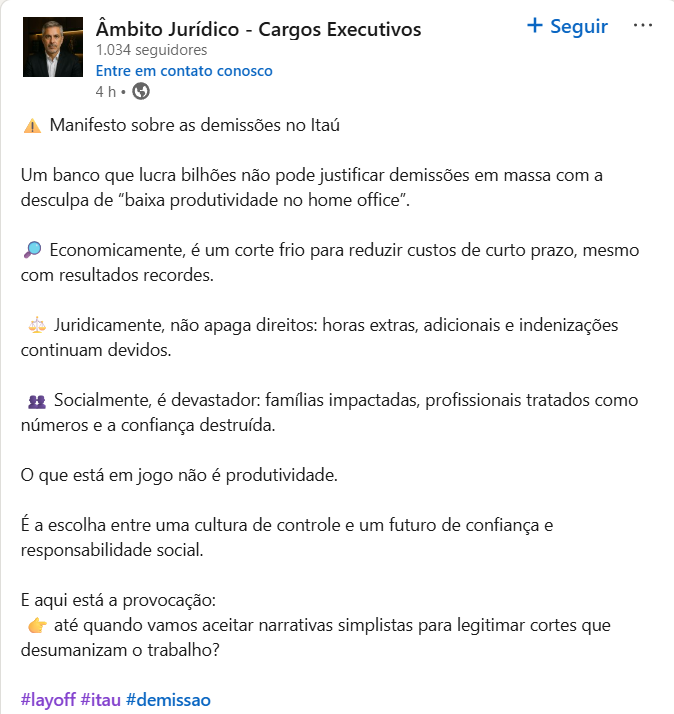 Âmbito Jurídico - Cargos Executivos
+ Seguir ...
1.034 seguidores
Entre em contato conosco
4 h •
⚠️ Manifesto sobre as demissões no Itaú
Um banco que lucra bilhões não pode justificar demissões em massa com a
desculpa de “baixa produtividade no home office”.
🔎 Economicamente, é um corte frio para reduzir custos de curto prazo, mesmo
com resultados recordes.
⚖️ Juridicamente, não apaga direitos: horas extras, adicionais e indenizações
continuam devidos.
👥 Socialmente, é devastador: famílias impactadas, profissionais tratados como
números e a confiança destruída.
O que está em jogo não é produtividade.
É a escolha entre uma cultura de controle e um futuro de confiança e
responsabilidade social.
E aqui está a provocação:
👉 até quando vamos aceitar narrativas simplistas para legitimar cortes que
desumanizam o trabalho?
#layoff #itau #demissao